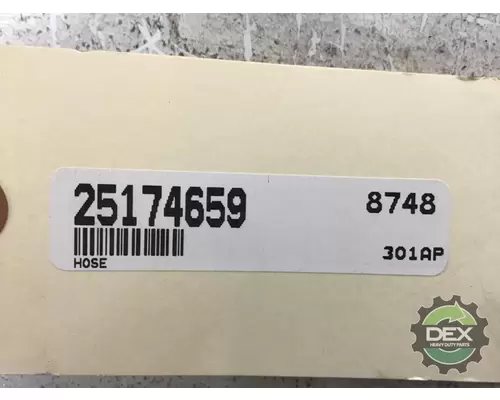 25174659 8748
HOSE 301AP
DEX
HEAVY DUTY PARTS